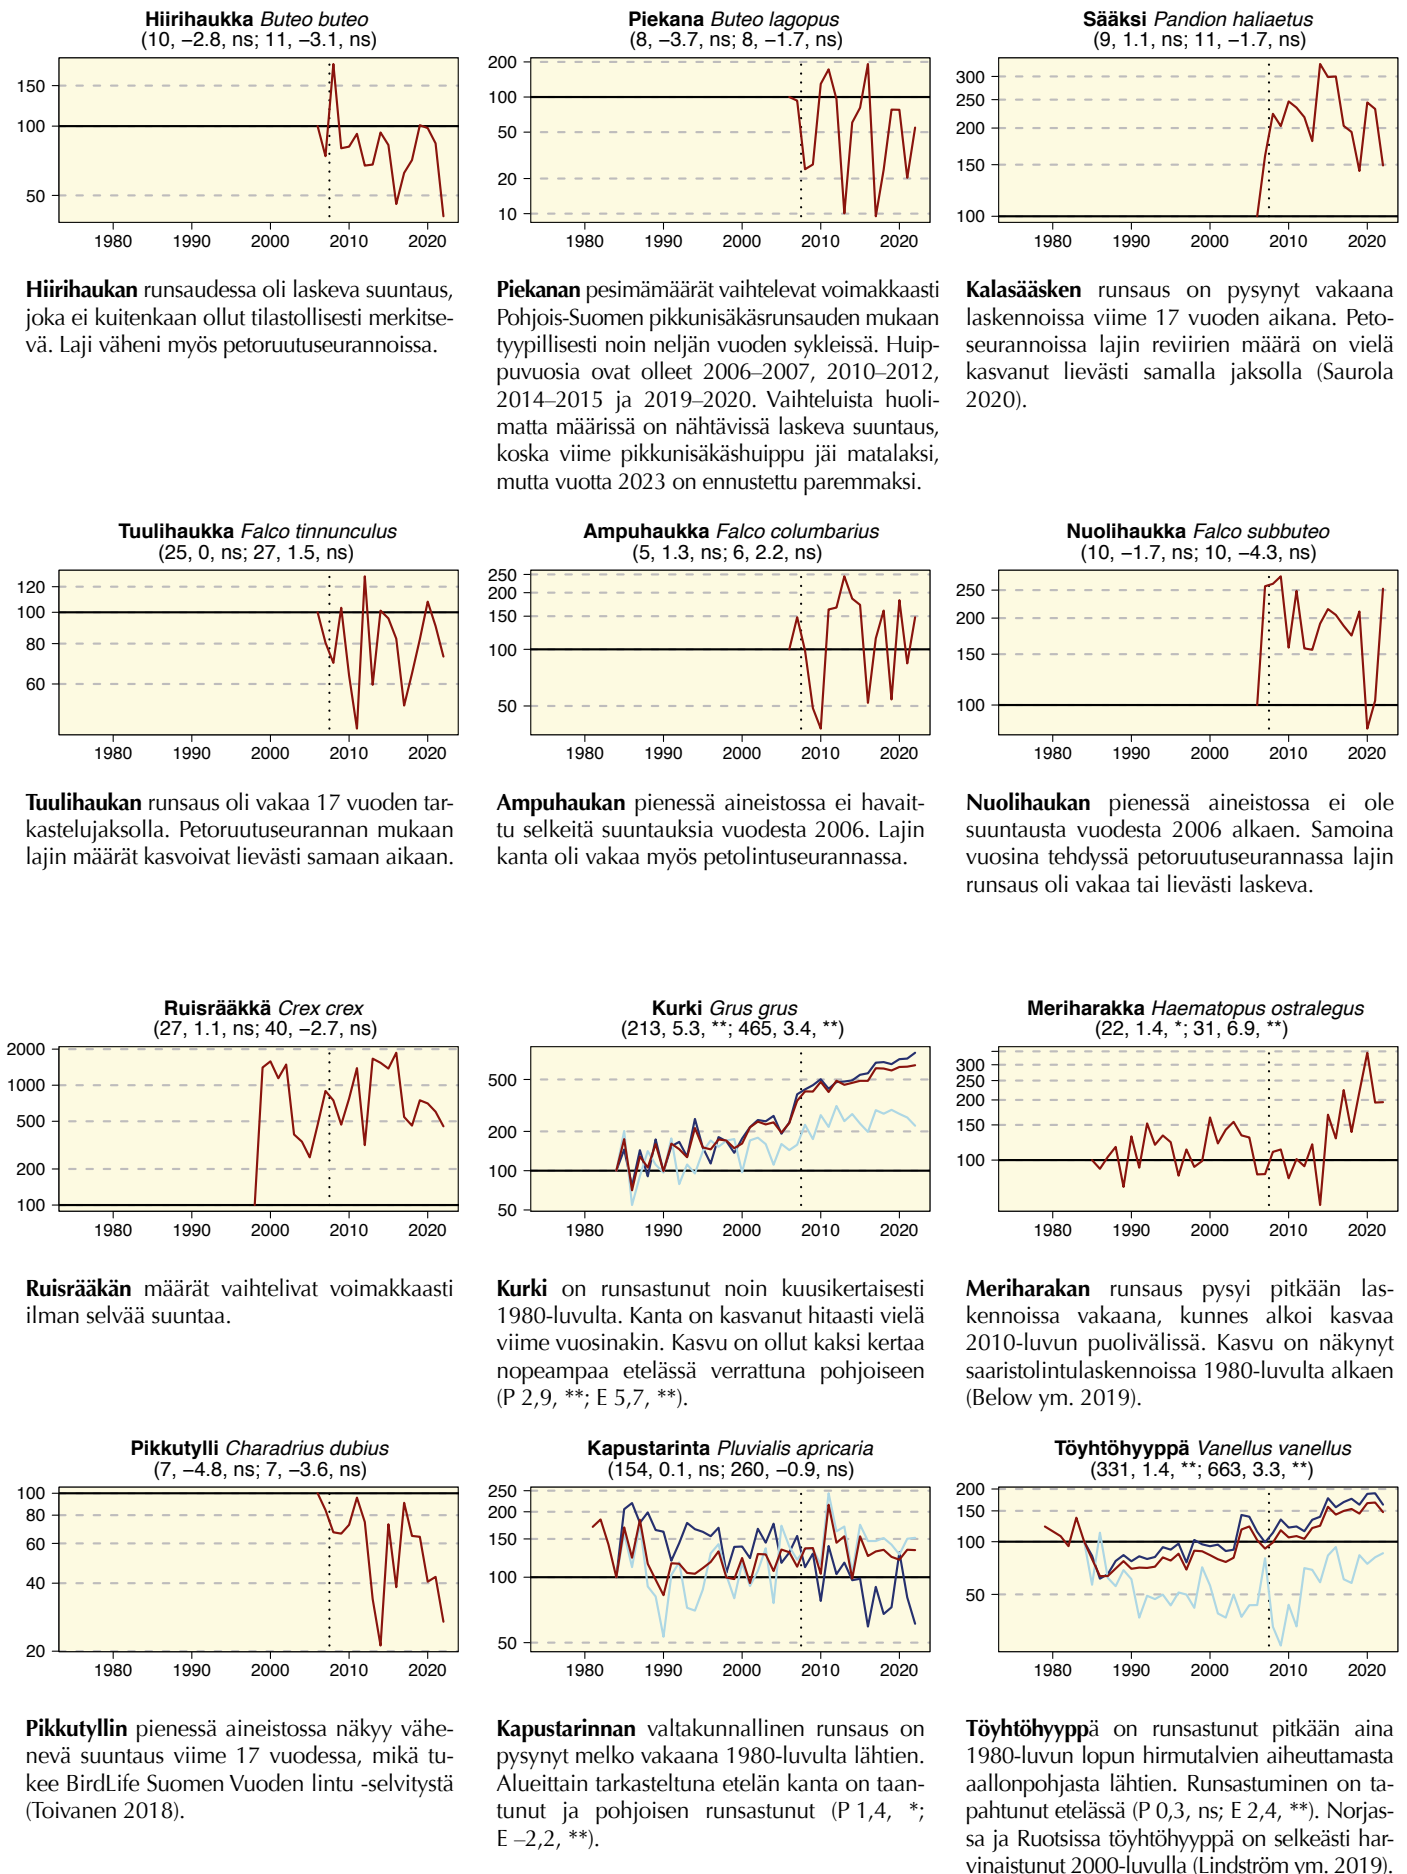 Hiirihaukka Buteo buteo
(10, −2.8, ns; 11, −3.1, ns)
150
100
50
1980 1990 2000 2010 2020
Hiirihaukan runsaudessa oli laskeva suuntaus,
joka ei kuitenkaan ollut tilastollisesti merkitse-
vä. Laji väheni myös petoruutuseurannoissa.
Piekana Buteo lagopus
(8, −3.7, ns; 8, −1.7, ns)
200
100
50
20
10
1980 1990 2000 2010 2020
Piekanan pesimämäärät vaihtelevat voimakkaasti
Pohjois-Suomen pikkunisäkäsrunsauden mukaan
tyypillisesti noin neljän vuoden sykleissä. Huip-
puvuosia ovat olleet 2006–2007, 2010–2012,
2014–2015 ja 2019–2020. Vaihteluista huoli-
matta määrissä on nähtävissä laskeva suuntaus,
koska viime pikkunisäkäshuippu jäi matalaksi,
mutta vuotta 2023 on ennustettu paremmaksi.
Sääksi Pandion haliaetus
(9, 1.1, ns; 11, −1.7, ns)
300
250
200
150
100
1980 1990 2000 2010 2020
Kalasääsken runsaus on pysynyt vakaana
laskennoissa viime 17 vuoden aikana. Peto-
seurannoissa lajin reviirien määrä on vielä
kasvanut lievästi samalla jaksolla (Saurola
2020).
Tuulihaukka Falco tinnunculus
(25, 0, ns; 27, 1.5, ns)
120
100
80
60
1980 1990 2000 2010 2020
Tuulihaukan runsaus oli vakaa 17 vuoden tar-
kastelujaksolla. Petoruutuseurannan mukaan
lajin määrät kasvoivat lievästi samaan aikaan.
Ampuhaukka Falco columbarius
(5, 1.3, ns; 6, 2.2, ns)
250
200
150
100
50
1980 1990 2000 2010 2020
Ampuhaukan pienessä aineistossa ei havait-
tu selkeitä suuntauksia vuodesta 2006. Lajin
kanta oli vakaa myös petolintuseurannassa.
Nuolihaukka Falco subbuteo
(10, −1.7, ns; 10, −4.3, ns)
250
200
150
100
1980 1990 2000 2010 2020
Nuolihaukan pienessä aineistossa ei ole
suuntausta vuodesta 2006 alkaen. Samoina
vuosina tehdyssä petoruutuseurannassa lajin
runsaus oli vakaa tai lievästi laskeva.
Ruisrääkkä Crex crex
(27, 1.1, ns; 40, −2.7, ns)
2000
1000
500
200
100
1980 1990 2000 2010 2020
Ruisrääkän määrät vaihtelivat voimakkaasti
ilman selvää suuntaa.
Kurki Grus grus
(213, 5.3, **; 465, 3.4, **)
500
200
100
50
1980 1990 2000 2010 2020
Kurki on runsastunut noin kuusikertaisesti
1980-luvulta. Kanta on kasvanut hitaasti vielä
viime vuosinakin. Kasvu on ollut kaksi kertaa
nopeampaa etelässä verrattuna pohjoiseen
(P 2,9, **; E 5,7, **).
Meriharakka Haematopus ostralegus
(22, 1.4, *; 31, 6.9, **)
300
250
200
150
100
1980 1990 2000 2010 2020
Meriharakan runsaus pysyi pitkään las-
kennoissa vakaana, kunnes alkoi kasvaa
2010-luvun puolivälissä. Kasvu on näkynyt
saaristolintulaskennoissa 1980-luvulta alkaen
(Below ym. 2019).
Pikkutylli Charadrius dubius
(7, −4.8, ns; 7, −3.6, ns)
100
80
60
40
20
1980 1990 2000 2010 2020
Pikkutyllin pienessä aineistossa näkyy vähe-
nevä suuntaus viime 17 vuodessa, mikä tu-
kee BirdLife Suomen Vuoden lintu -selvitystä
(Toivanen 2018).
Kapustarinta Pluvialis apricaria
(154, 0.1, ns; 260, −0.9, ns)
250
200
150
100
50
1980 1990 2000 2010 2020
Kapustarinnan valtakunnallinen runsaus on
pysynyt melko vakaana 1980-luvulta lähtien.
Alueittain tarkasteltuna etelän kanta on taan-
tunut ja pohjoisen runsastunut (P 1,4, *;
E –2,2, **).
Töyhtöhyyppä Vanellus vanellus
(331, 1.4, **; 663, 3.3, **)
200
150
100
50
1980 1990 2000 2010 2020
Töyhtöhyyppä on runsastunut pitkään aina
1980-luvun lopun hirmutalvien aiheuttamasta
aallonpohjasta lähtien. Runsastuminen on ta-
pahtunut etelässä (P 0,3, ns; E 2,4, **). Norjas-
sa ja Ruotsissa töyhtöhyyppä on selkeästi har-
vinaistunut 2000-luvulla (Lindström ym. 2019).